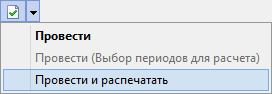 Провести
Провести (Выбор периодов для расчета)
Провести и распечатать